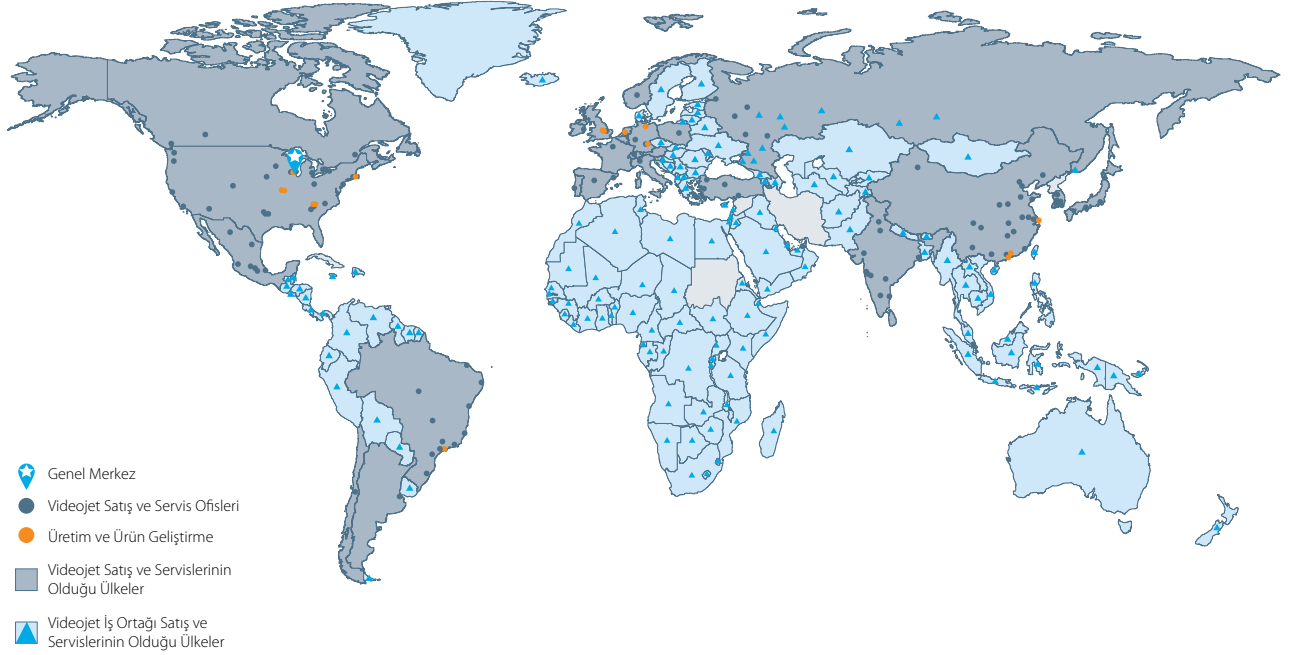 Genel Merkez
Videojet Satış ve Servis Ofisleri
Üretim ve Ürün Geliştirme
Videojet Satış ve Servislerinin
Olduğu Ülkeler
Videojet İş Ortağı Satış ve
Servislerinin Olduğu Ülkeler